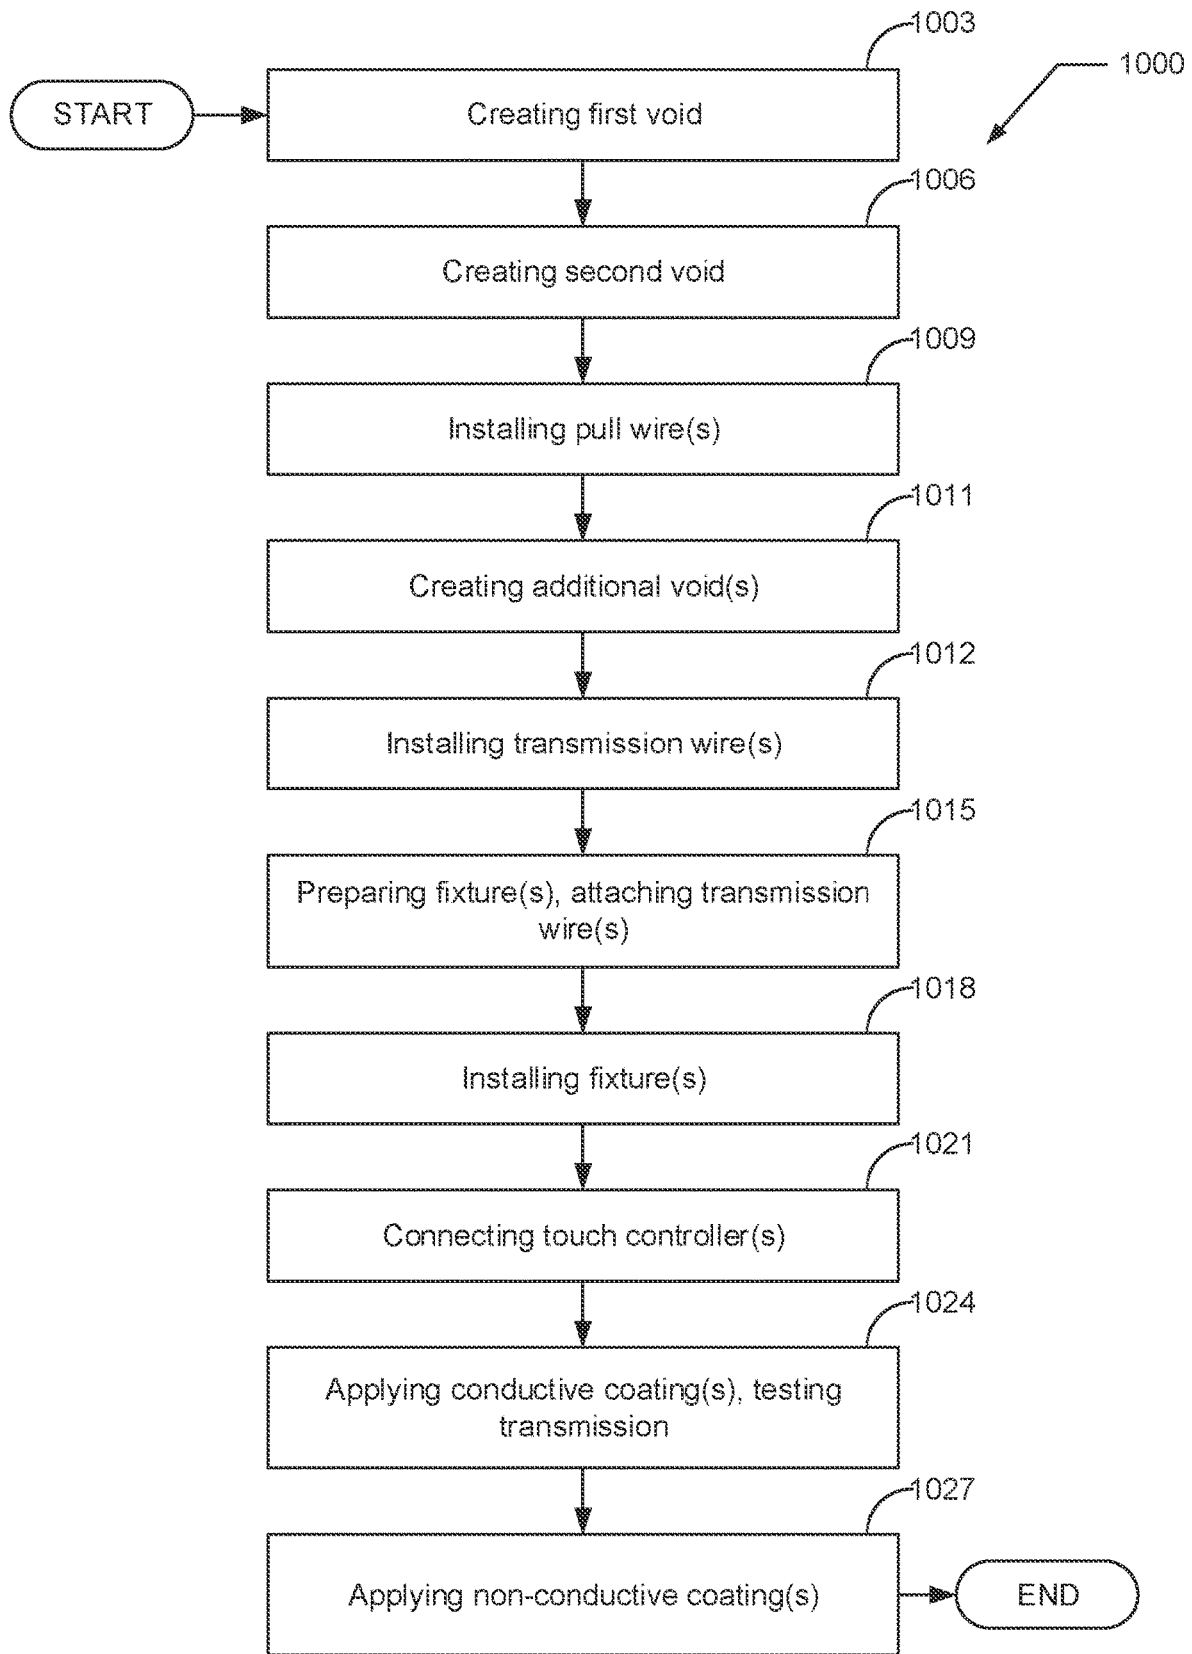 1003
1000
START
Creating first void
1006
Creating second void
1009
Installing pull wire(s)
1011
Creating additional void(s)
1012
Installing transmission wire(s)
1015
Preparing fixture(s), attaching transmission
wire(s)
1018
Installing fixture(s)
1021
Connecting touch controller(s)
1024
Applying conductive coating(s), testing
transmission
1027
Applying non-conductive coating(s)
END